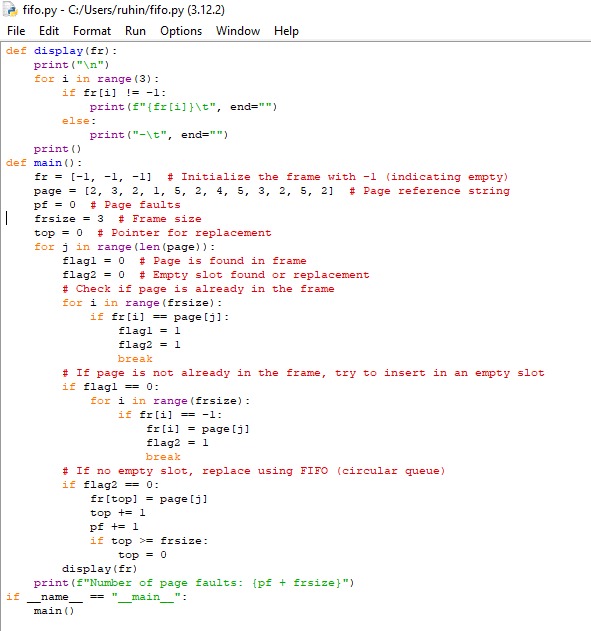 fifo.py - C:/Users/ruhin/fifo.py (3.12.2)
File Edit Format Run Options Window Help
def display(fr):
    print("\n")
    for i in range(3):
        if fr[i] != -1:
            print(f"{fr[i]}\t", end="")
        else:
            print("-\t", end="")
    print()
def main():
    fr = [-1, -1, -1]  # Initialize the frame with -1 (indicating empty)
    page = [2, 3, 2, 1, 5, 2, 4, 5, 3, 2, 5, 2]  # Page reference string
    pf = 0  # Page faults
    frsize = 3  # Frame size
    top = 0  # Pointer for replacement
    for j in range(len(page)):
        flag1 = 0  # Page is found in frame
        flag2 = 0  # Empty slot found or replacement
        # Check if page is already in the frame
        for i in range(frsize):
            if fr[i] == page[j]:
                flag1 = 1
                flag2 = 1
                break
        # If page is not already in the frame, try to insert in an empty slot
        if flag1 == 0:
            for i in range(frsize):
                if fr[i] == -1:
                    fr[i] = page[j]
                    flag2 = 1
                    break
        # If no empty slot, replace using FIFO (circular queue)
        if flag2 == 0:
            fr[top] = page[j]
            top += 1
            pf += 1
            if top >= frsize:
                top = 0
        display(fr)
    print(f"Number of page faults: {pf + frsize}")
if __name__ == "__main__":
    main()